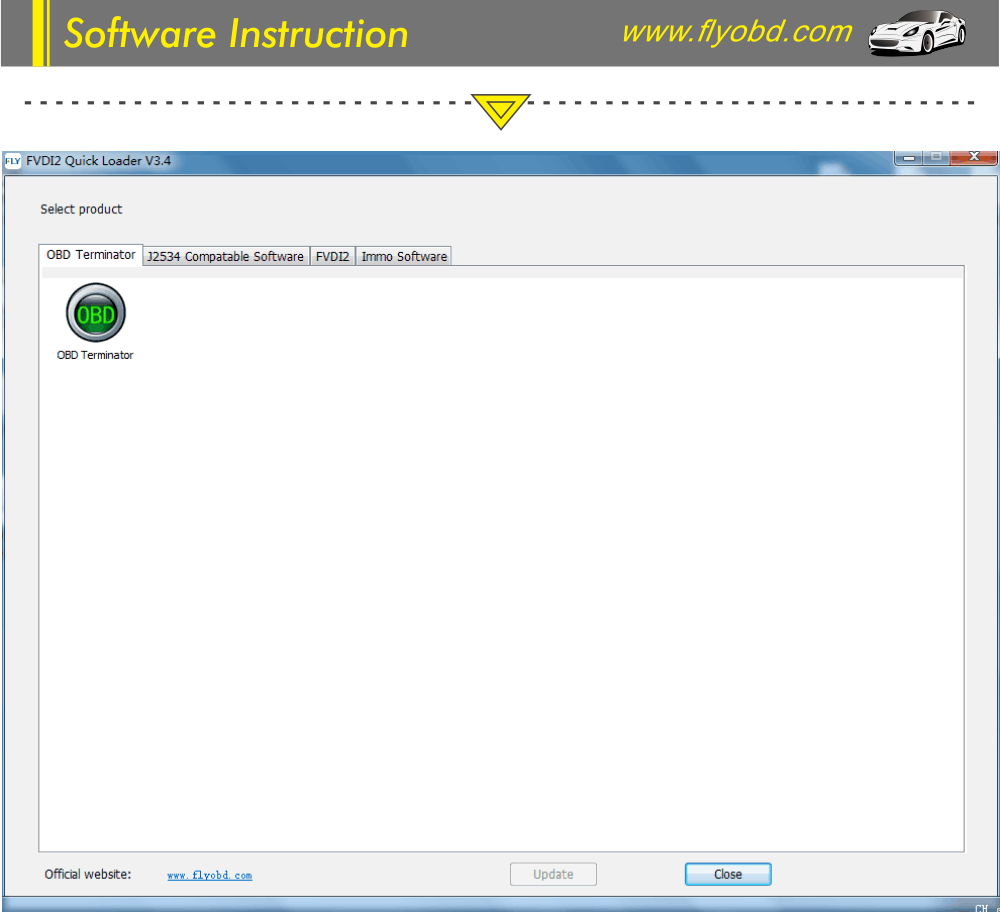 Software Instruction www.flyobd.com
FLY FVDI2 Quick Loader V3.4
Select product
OBD Terminator J2534 Compatable Software FVDI2 Immo Software
OBD
OBD Terminator
Official website: www.flyobd.com Update Close
CH